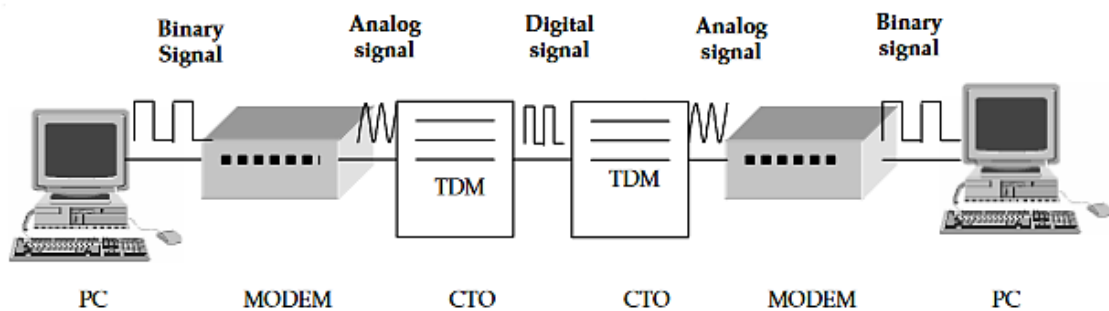 Binary
Signal
Analog
signal
Digital
signal
Analog
signal
Binary
signal
TDM
TDM
PC
MODEM
CTO
CTO
MODEM
PC